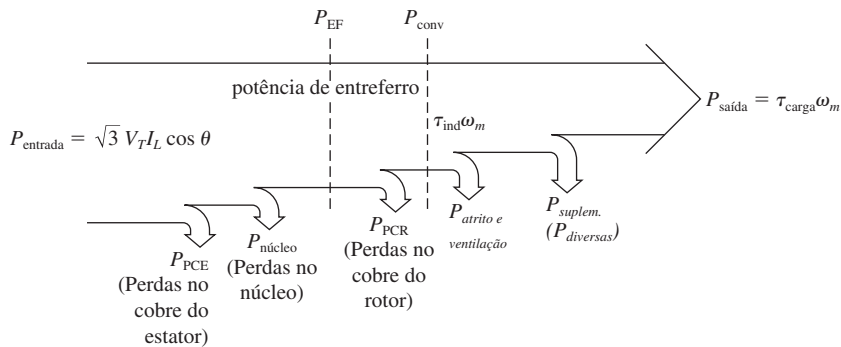 P_EF
P_conv
potência de entreferro
P_saída = τ_carga ω_m
τ_ind ω_m
P_entrada = √3 V_T I_L cos θ
P_PCE
(Perdas no
cobre do
estator)
P_núcleo
(Perdas no
núcleo)
P_PCR
(Perdas no
cobre do
rotor)
P_atrito e
ventilação
P_suplem.
(P_diversas)